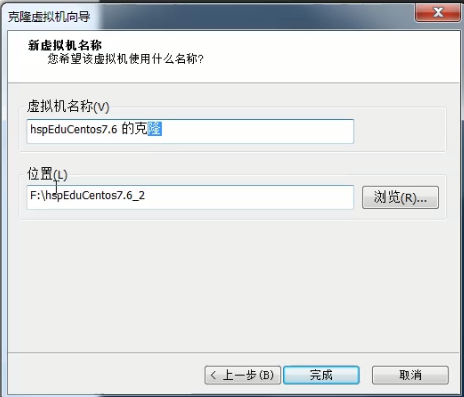 克隆虚拟机向导
新虚拟机名称
您希望该虚拟机使用什么名称?
虚拟机名称(V)
hspEduCentos7.6 的克隆
位置(L)
F:\hspEduCentos7.6_2
浏览(R)...
< 上一步(B)
完成
取消